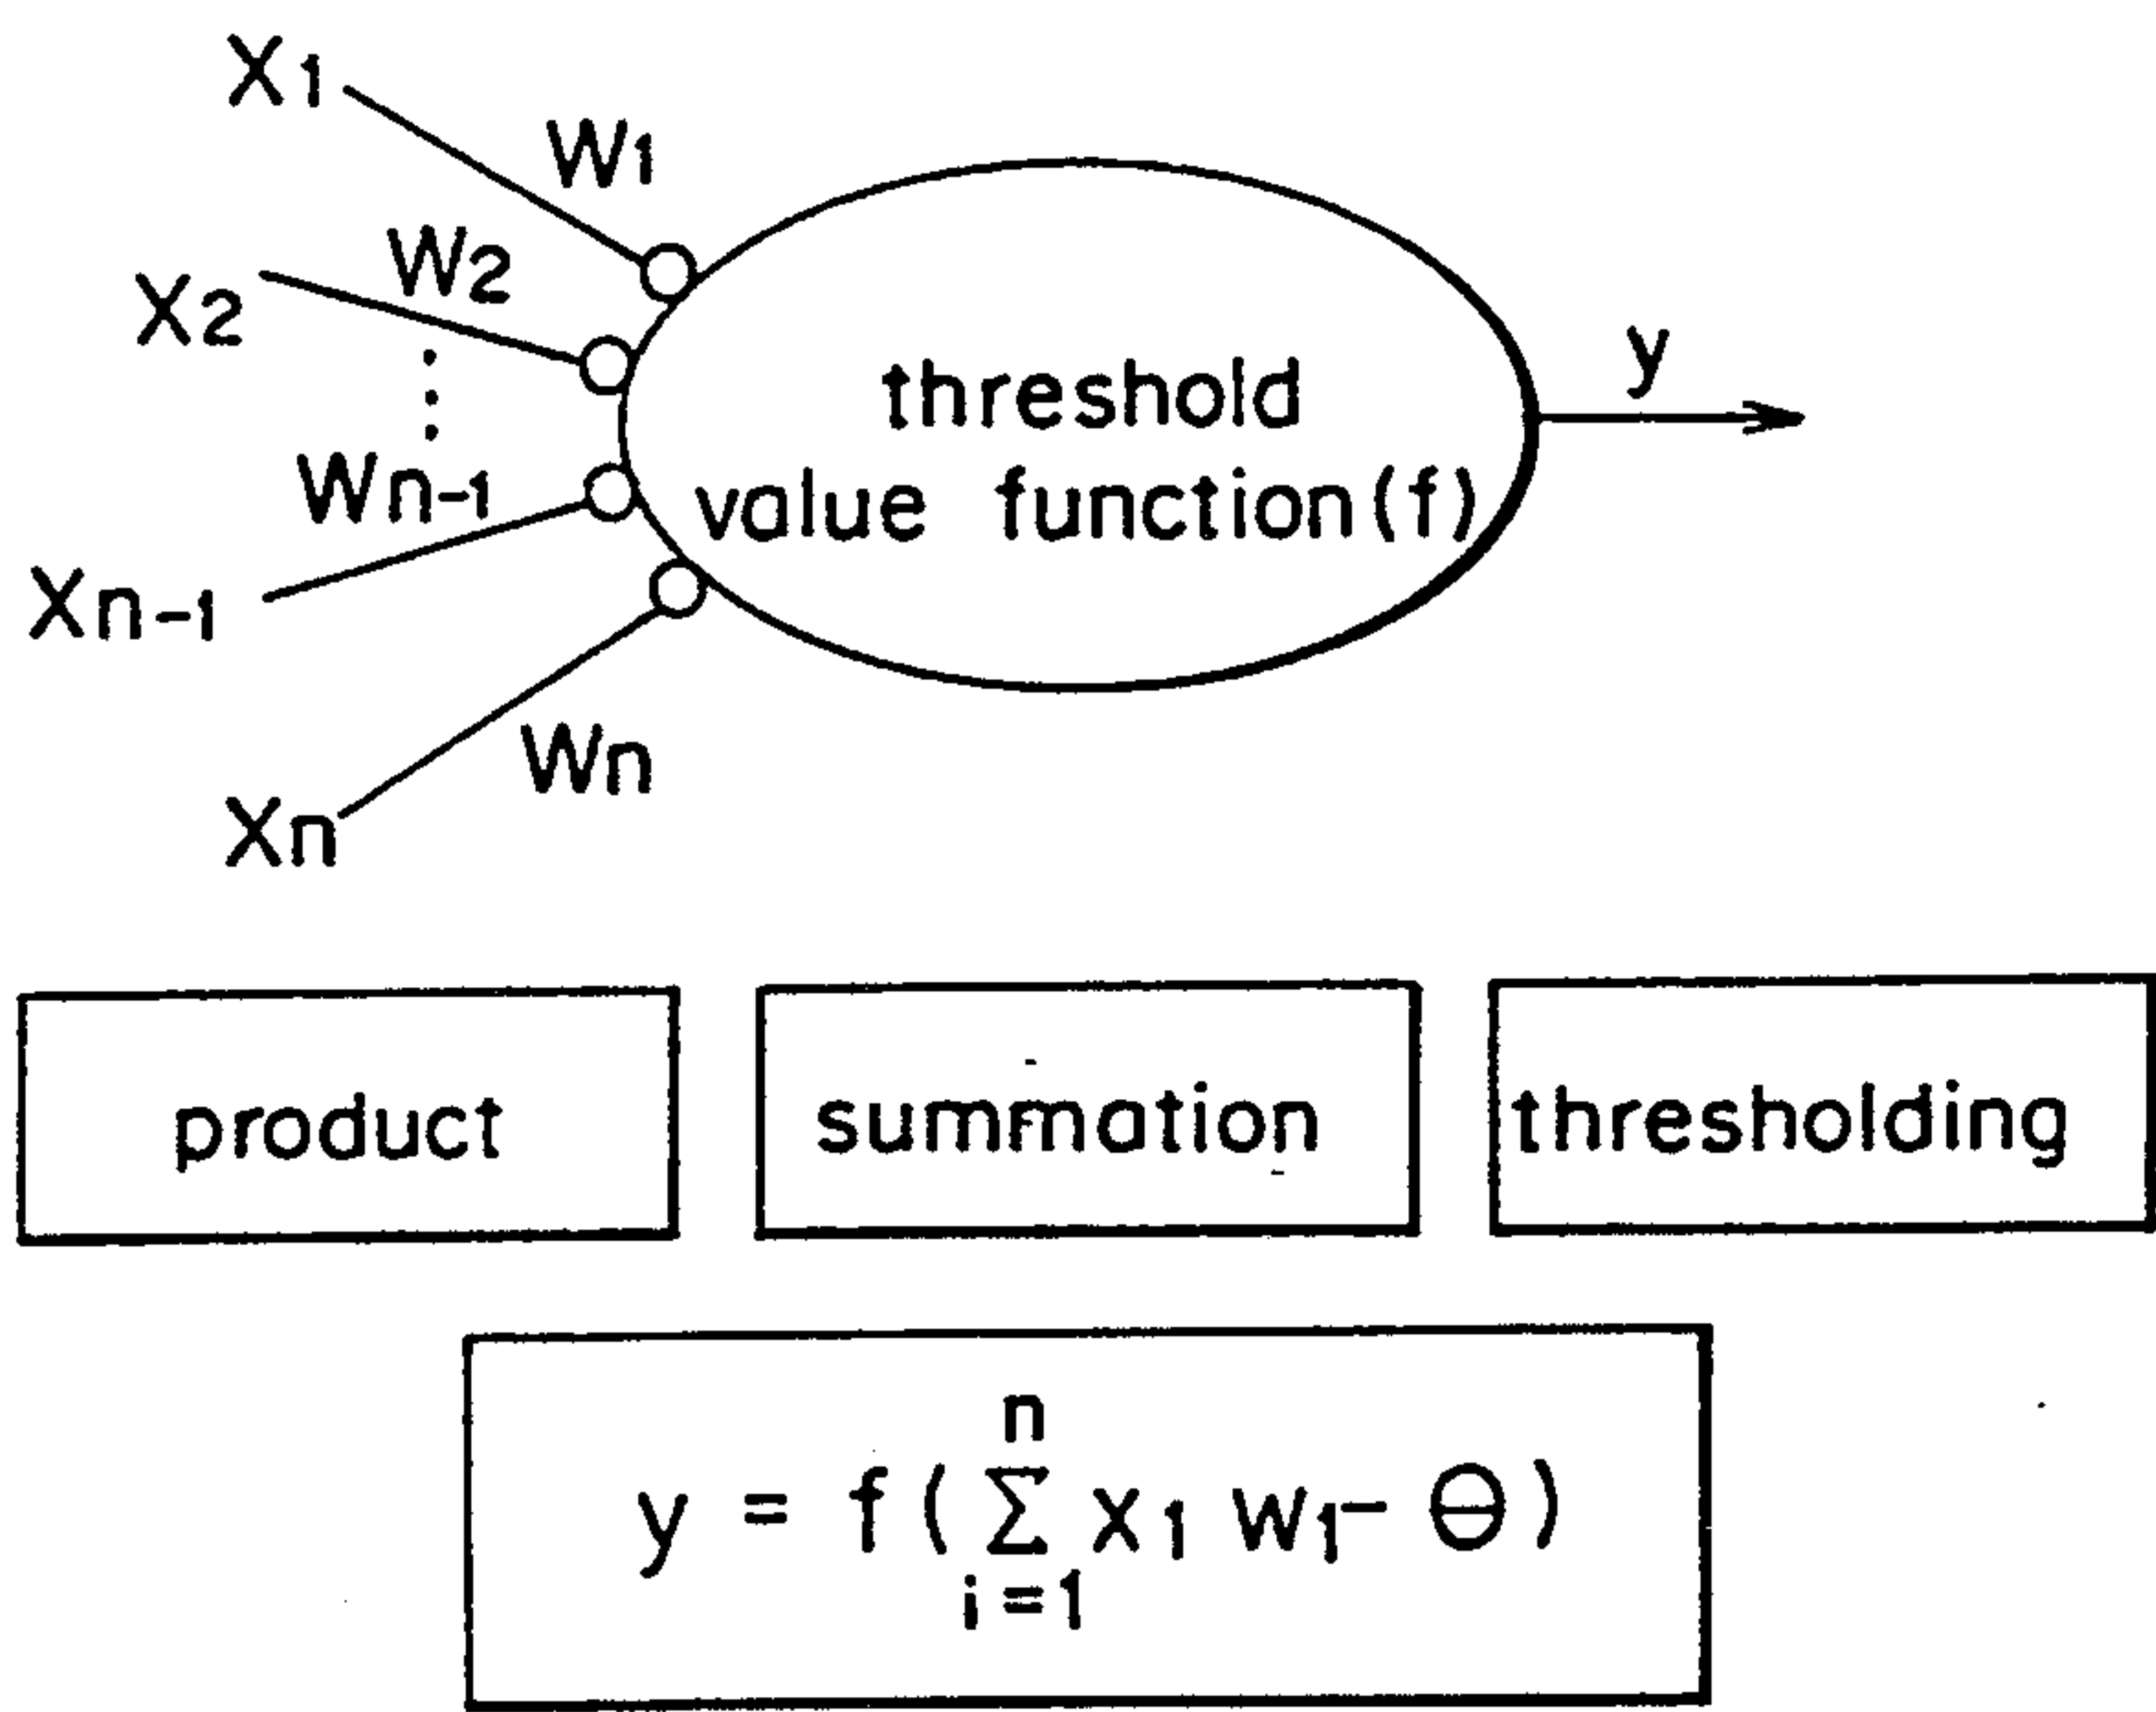 X1
W1
W2
X2
Wn-1
Xn-1
Wn
Xn
threshold
value function(f)
y
product
summation
thresholding
n
y = f ( Σ x1 w1 - Θ )
i=1